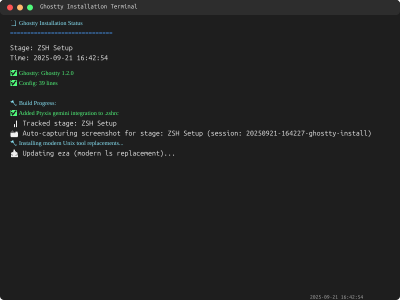 Ghostty Installation Terminal
Ghostty Installation Status
==============================
Stage: ZSH Setup
Time: 2025-09-21 16:42:54
✅ Ghostty: Ghostty 1.2.0
✅ Config: 39 lines
🔨 Build Progress:
✅ Added Ptyxis gemini integration to .zshrc
📊 Tracked stage: ZSH Setup
📸 Auto-capturing screenshot for stage: ZSH Setup (session: 20250921-164227-ghostty-install)
🔨 Installing modern Unix tool replacements...
📥 Updating eza (modern ls replacement)...
2025-09-21 16:42:54